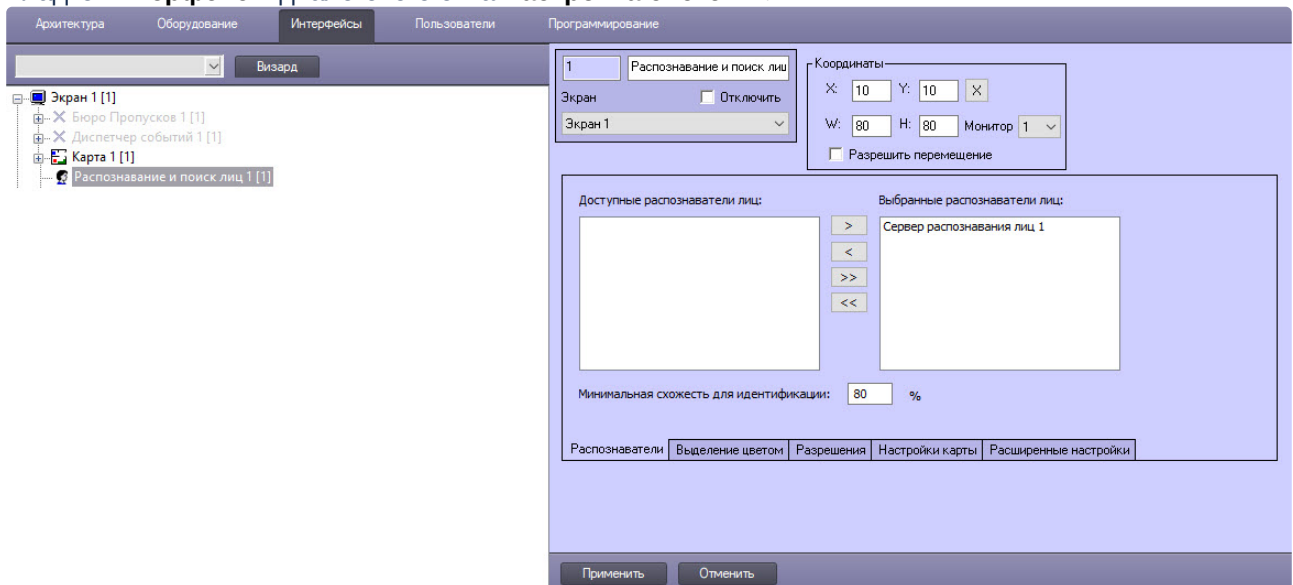 Архитектура Оборудование Интерфейсы Пользователи Программирование
Визард
Экран 1 [1]
Бюро Пропусков 1 [1]
Диспетчер событий 1 [1]
Карта 1 [1]
Распознавание и поиск лиц 1 [1]
1 Распознавание и поиск лиц
Экран Отключить
Экран 1
Координаты
X: 10 Y: 10 X
W: 80 H: 80 Монитор 1
Разрешить перемещение
Доступные распознаватели лиц: Выбранные распознаватели лиц:
> Сервер распознавания лиц 1
<
>>
<<
Минимальная схожесть для идентификации: 80 %
Распознаватели Выделение цветом Разрешения Настройки карты Расширенные настройки
Применить Отменить